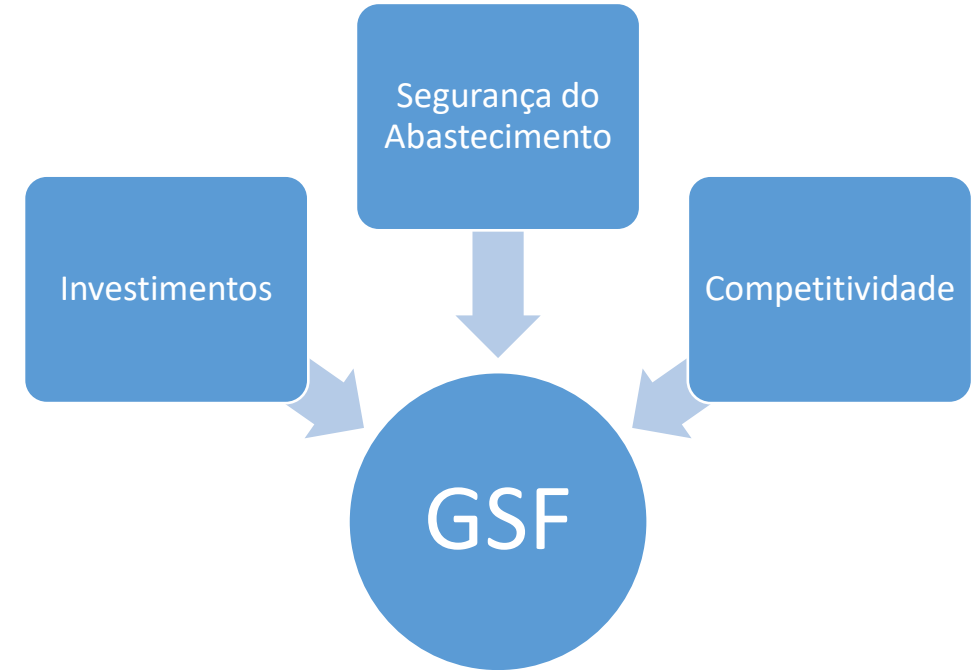 Segurança do
Abastecimento
Investimentos
Competitividade
GSF